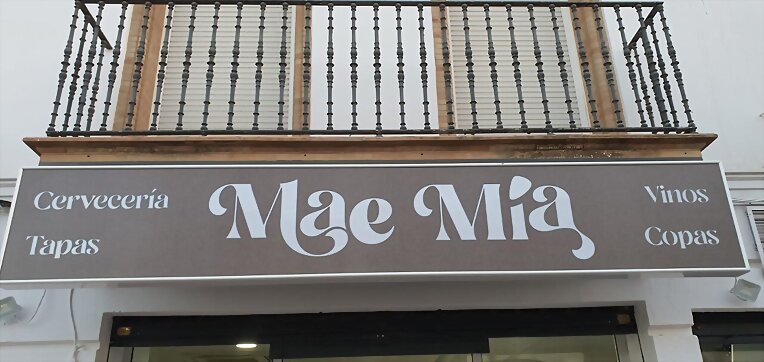 Cervecería
Tapas
Mae Mía
Vinos
Copas